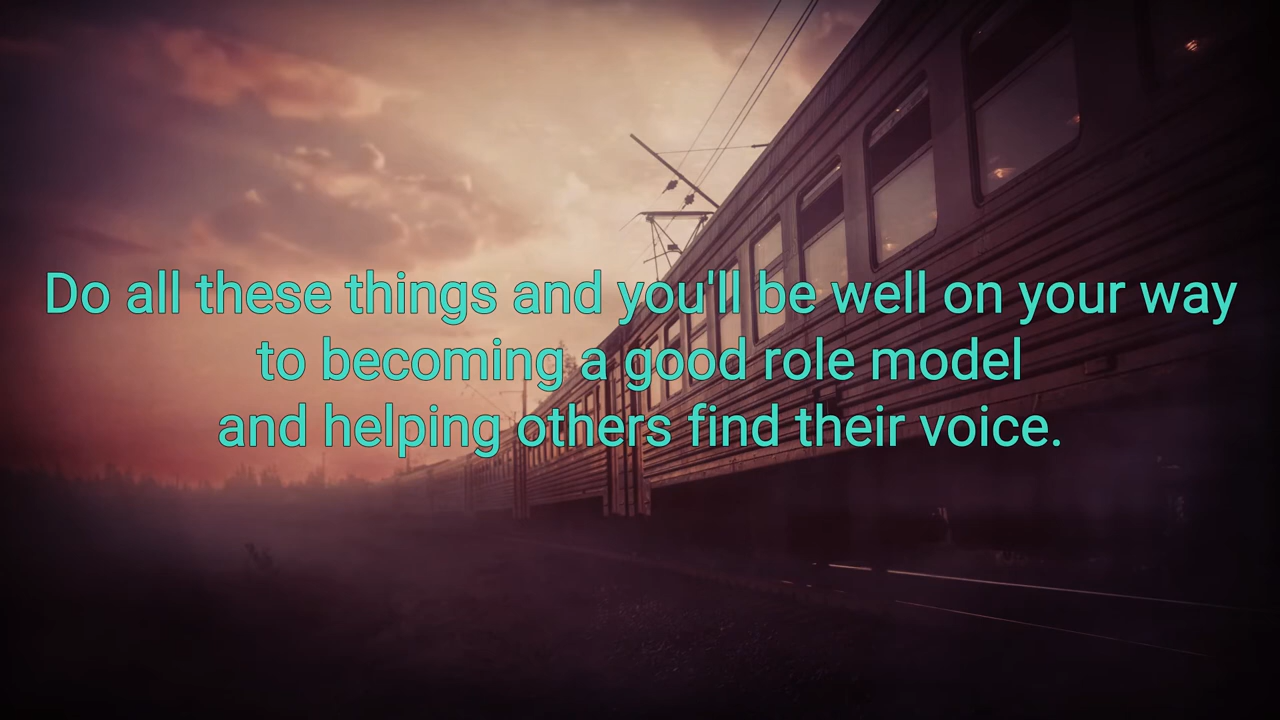 Do all these things and you'll be well on your way
to becoming a good role model
and helping others find their voice.